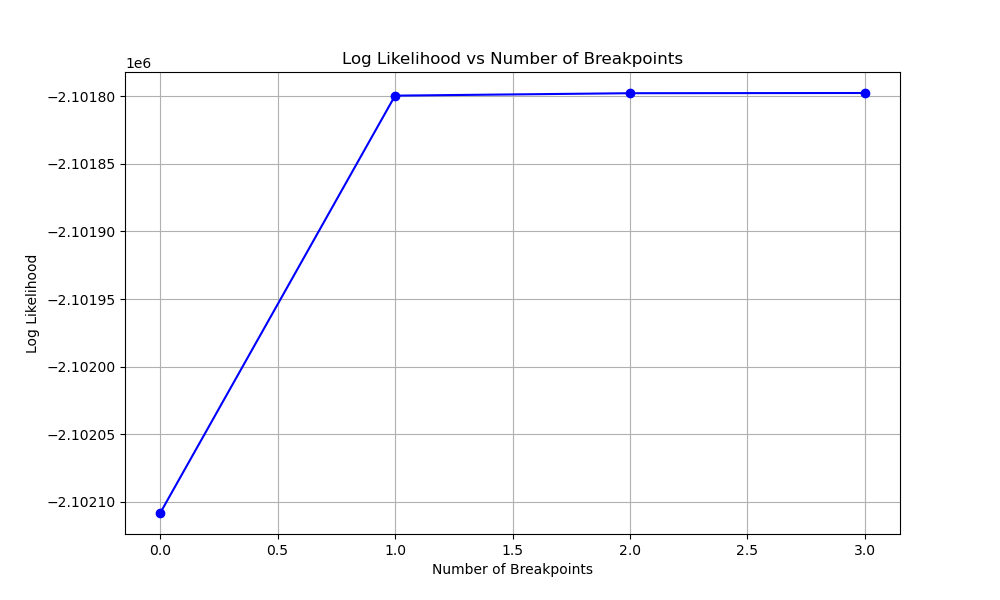 Log Likelihood vs Number of Breakpoints
1e6
−2.10180
−2.10185
−2.10190
−2.10195
−2.10200
−2.10205
−2.10210
Log Likelihood
0.0 0.5 1.0 1.5 2.0 2.5 3.0
Number of Breakpoints